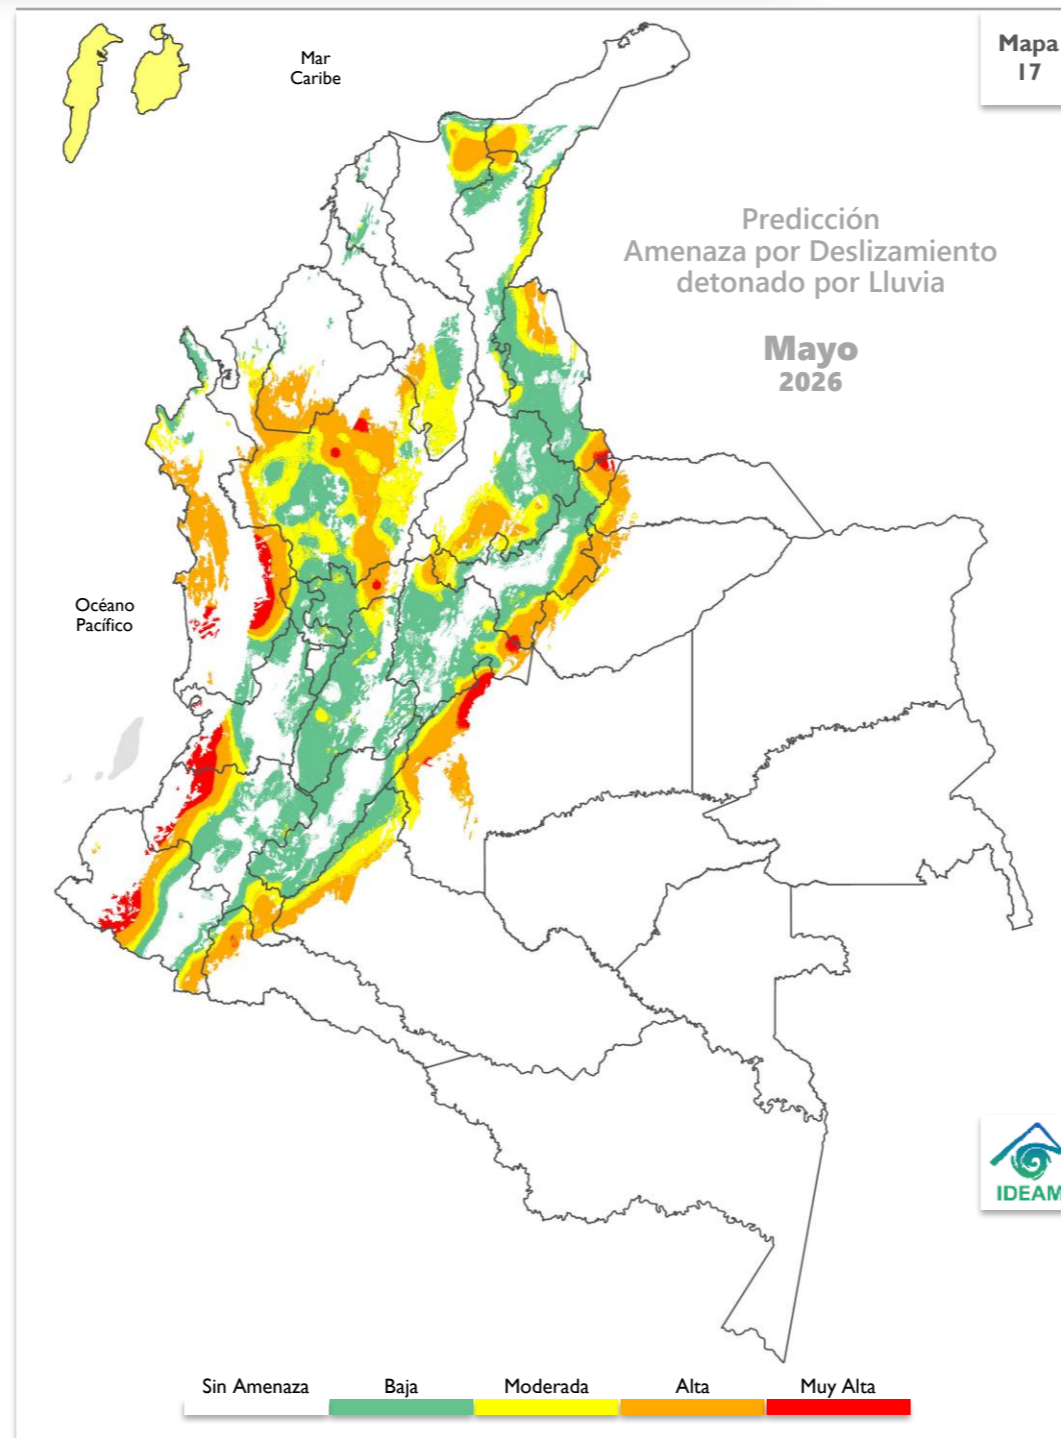 Mar
Caribe
Mapa
17
Predicción
Amenaza por Deslizamiento
detonado por Lluvia
Mayo
2026
Océano
Pacífico
IDEAM
Sin Amenaza
Baja
Moderada
Alta
Muy Alta